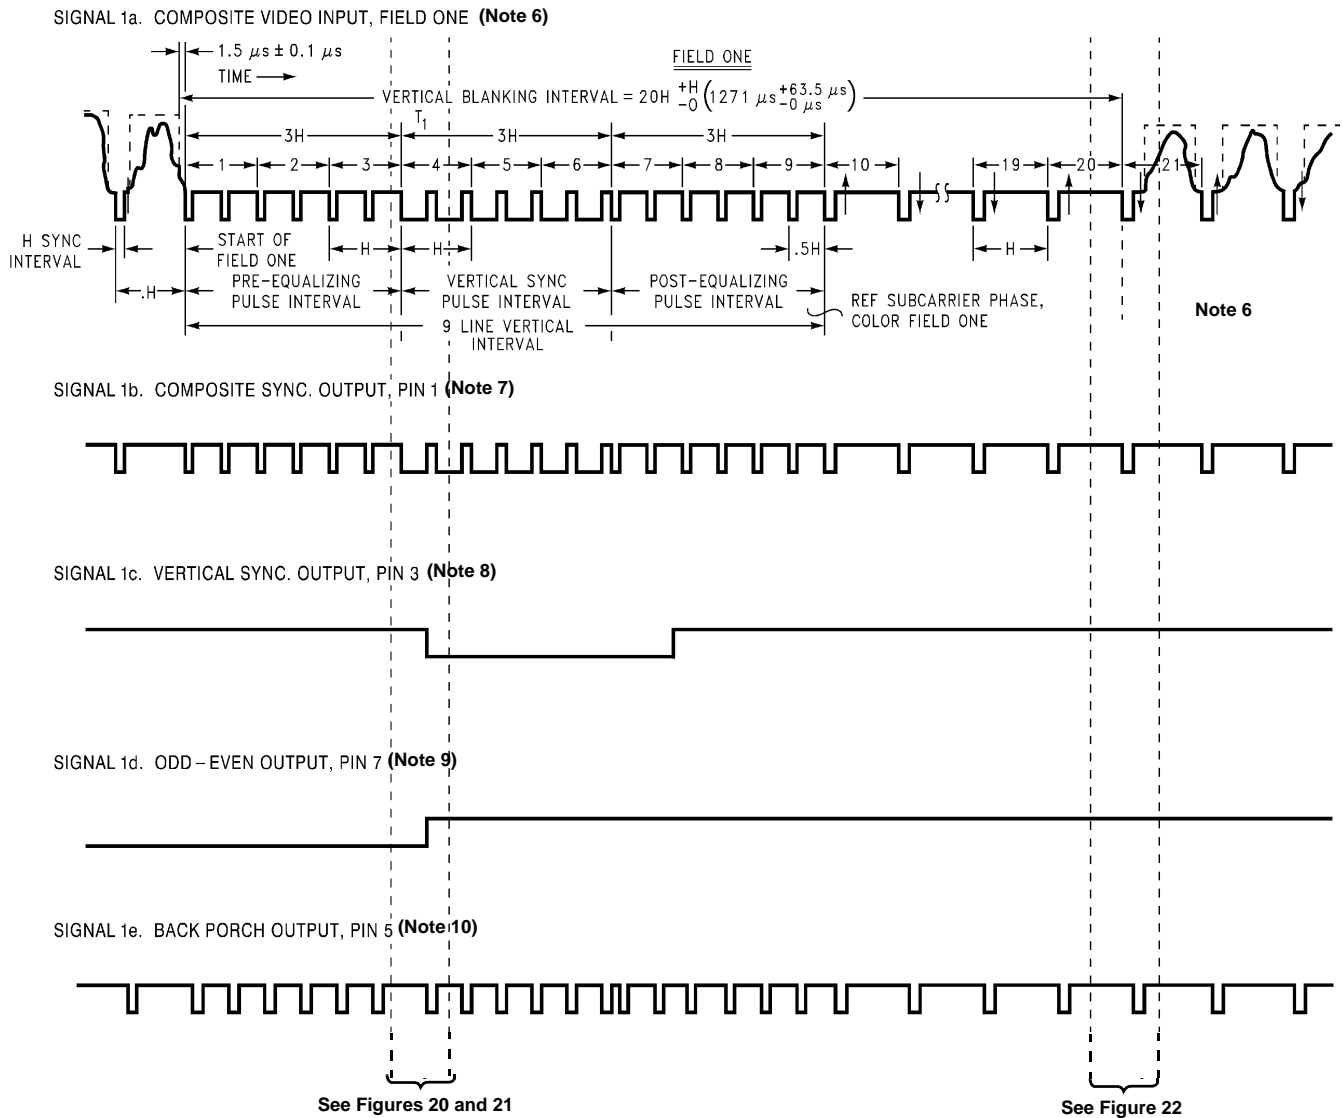 SIGNAL 1a. COMPOSITE VIDEO INPUT, FIELD ONE (Note 6)
1.5 µs ± 0.1 µs
TIME
FIELD ONE
VERTICAL BLANKING INTERVAL = 20H +H -0 (1271 µs +63.5 µs -0 µs)
T1
3H 3H 3H
1 2 3 4 5 6 7 8 9 10 19 20 21
H SYNC INTERVAL
START OF FIELD ONE
H H .5H H
.H
PRE-EQUALIZING PULSE INTERVAL
VERTICAL SYNC PULSE INTERVAL
POST-EQUALIZING PULSE INTERVAL
REF SUBCARRIER PHASE, COLOR FIELD ONE
Note 6
9 LINE VERTICAL INTERVAL
SIGNAL 1b. COMPOSITE SYNC. OUTPUT, PIN 1 (Note 7)
SIGNAL 1c. VERTICAL SYNC. OUTPUT, PIN 3 (Note 8)
SIGNAL 1d. ODD–EVEN OUTPUT, PIN 7 (Note 9)
SIGNAL 1e. BACK PORCH OUTPUT, PIN 5 (Note 10)
See Figures 20 and 21
See Figure 22